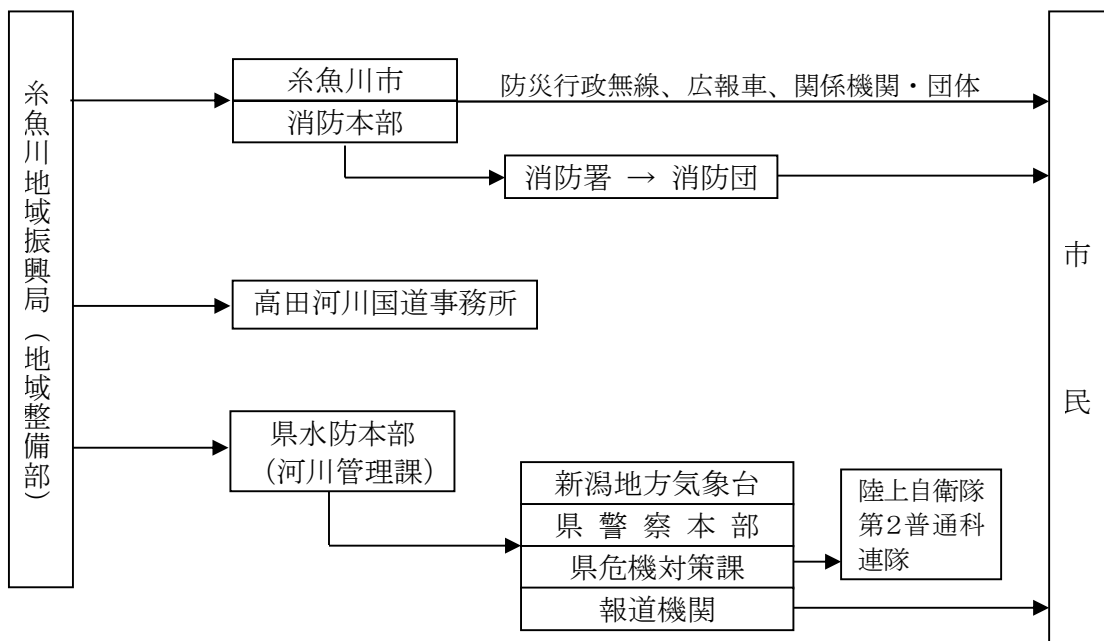 糸魚川地域振興局（地域整備部）
糸魚川市
消防本部
防災行政無線、広報車、関係機関・団体
消防署 → 消防団
高田河川国道事務所
県水防本部
（河川管理課）
新潟地方気象台
県 警 察 本 部
県危機対策課
報道機関
陸上自衛隊
第2普通科
連隊
市民